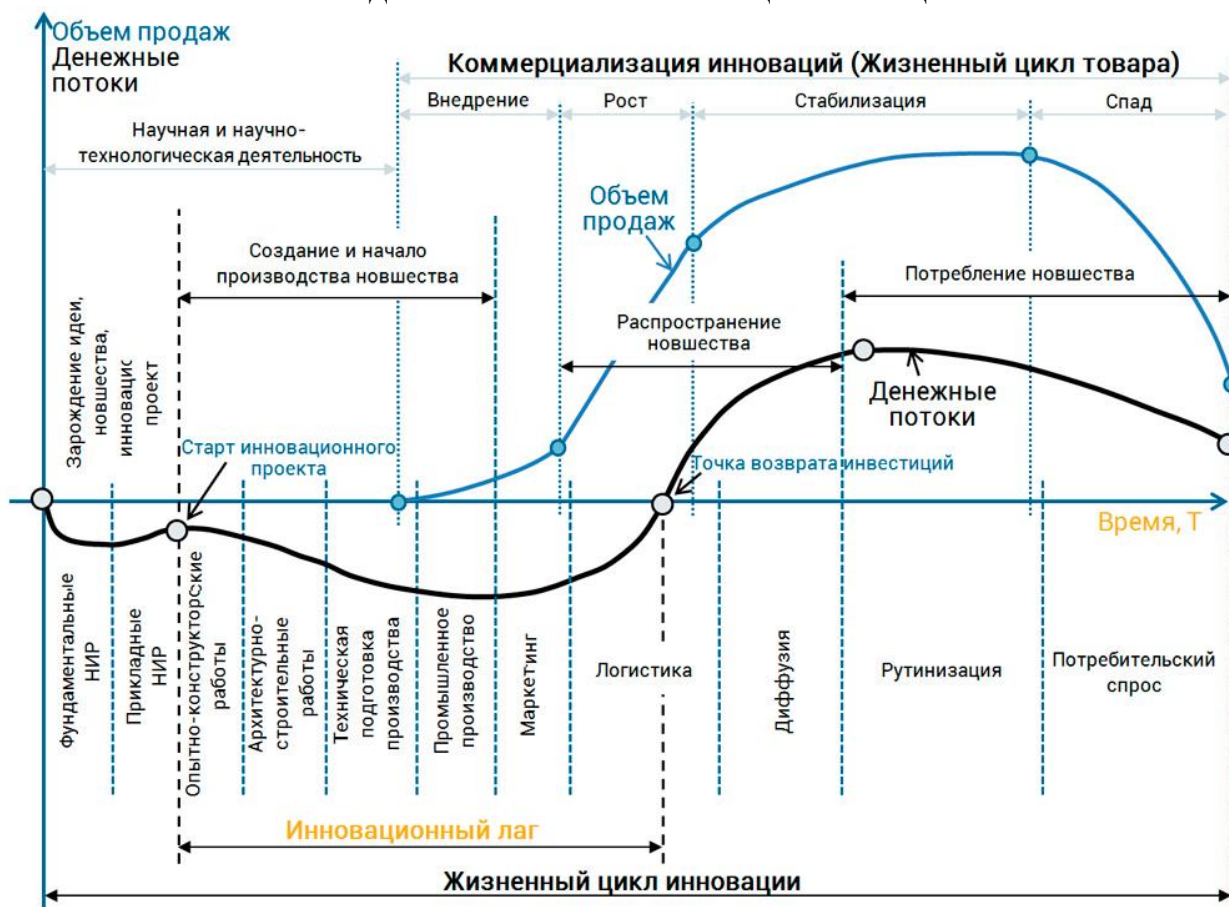 Объем продаж
Денежные
потоки
Коммерциализация инноваций (Жизненный цикл товара)
Внедрение
Рост
Стабилизация
Спад
Научная и научно-
технологическая деятельность
Объем
продаж
Создание и начало
производства новшества
Потребление новшества
Распространение
новшества
Зарождение идеи,
новшества,
инновацис
проект
Денежные
потоки
Старт инновационного
проекта
Точка возврата инвестиций
Время, Т
Фундаментальные
НИР
Прикладные
НИР
Опытно-конструкторские
работы
Архитектурно-
строительные
работы
Техническая
подготовка
производства
Промышленное
производство
Маркетинг
Логистика
Диффузия
Рутинизация
Потребительский
спрос
Инновационный лаг
Жизненный цикл инновации